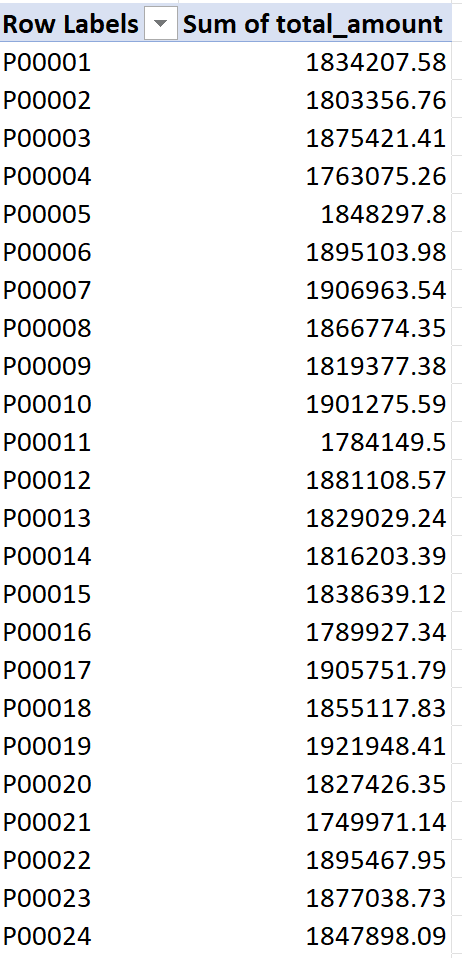 Row Labels Sum of total_amount
P00001 1834207.58
P00002 1803356.76
P00003 1875421.41
P00004 1763075.26
P00005 1848297.8
P00006 1895103.98
P00007 1906963.54
P00008 1866774.35
P00009 1819377.38
P00010 1901275.59
P00011 1784149.5
P00012 1881108.57
P00013 1829029.24
P00014 1816203.39
P00015 1838639.12
P00016 1789927.34
P00017 1905751.79
P00018 1855117.83
P00019 1921948.41
P00020 1827426.35
P00021 1749971.14
P00022 1895467.95
P00023 1877038.73
P00024 1847898.09